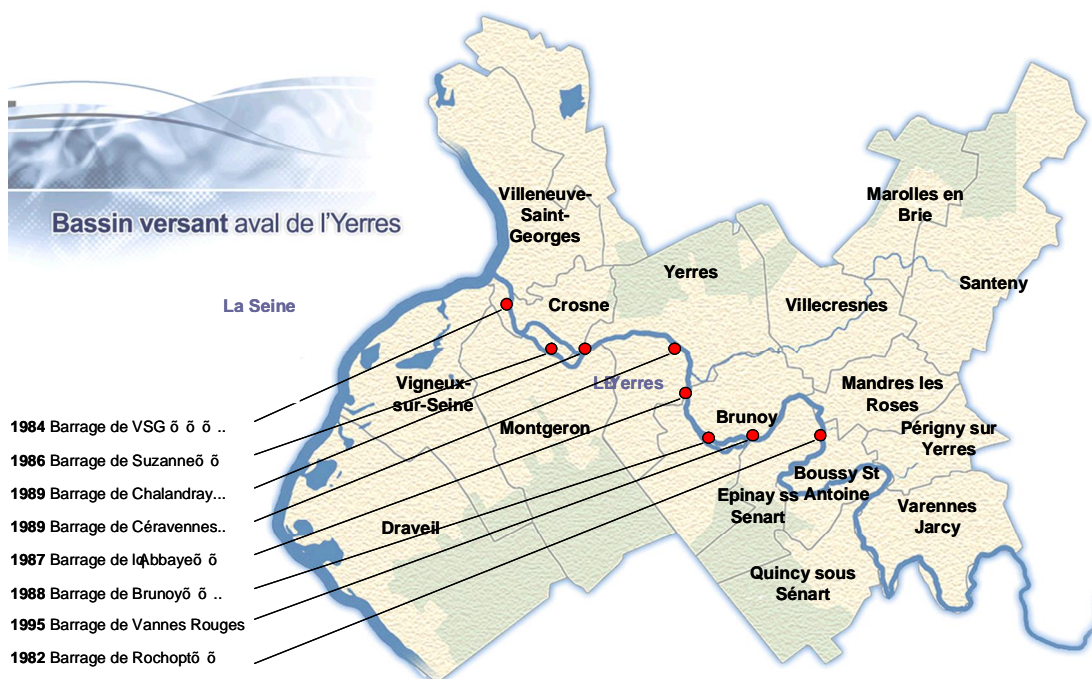 Bassin versant aval de l'Yerres
La Seine
Villeneuve-
Saint-
Georges
Marolles en
Brie
Yerres
Santeny
Crosne
Villecresnes
Vigneux-
sur-Seine
Yerres
Mandres les
Roses
Montgeron
Brunoy
Périgny sur
Yerres
Boussy St
Antoine
Epinay ss
Senart
Varennes
Jarcy
Draveil
Quincy sous
Sénart
1984 Barrage de VSG õ õ õ ..
1986 Barrage de Suzanneõ õ
1989 Barrage de Chalandray...
1989 Barrage de Céravennes..
1987 Barrage de Abbayeõ õ
1988 Barrage de Brunoyõ õ ..
1995 Barrage de Vannes Rouges
1982 Barrage de Rochoptõ õ